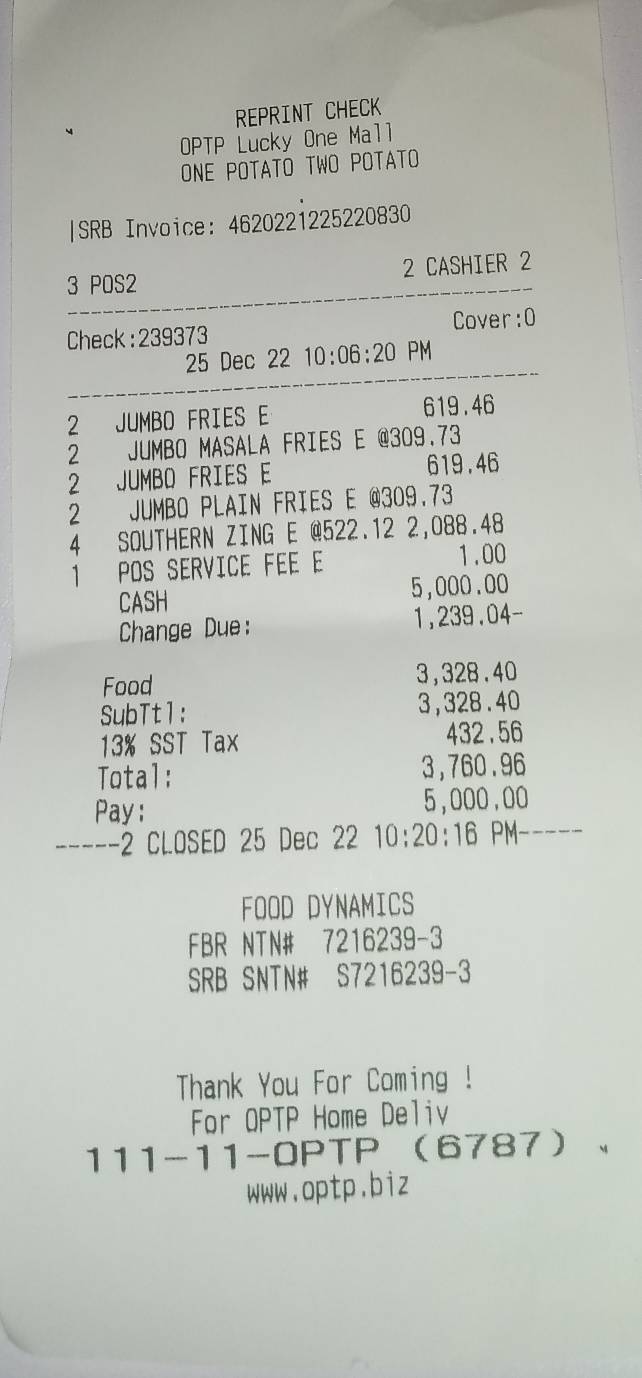 REPRINT CHECK
OPTP Lucky One Mall
ONE POTATO TWO POTATO
|SRB Invoice: 4620221225220830
3 POS2 2 CASHIER 2
Check:239373 Cover:0
25 Dec 22 10:06:20 PM
2 JUMBO FRIES E 619.46
2 JUMBO MASALA FRIES E @309.73
2 JUMBO FRIES E 619.46
2 JUMBO PLAIN FRIES E @309.73
4 SOUTHERN ZING E @522.12 2,088.48
1 POS SERVICE FEE E 1.00
CASH 5,000.00
Change Due: 1,239.04-
Food 3,328.40
SubTtl: 3,328.40
13% SST Tax 432.56
Total: 3,760.96
Pay: 5,000.00
-----2 CLOSED 25 Dec 22 10:20:16 PM-----
FOOD DYNAMICS
FBR NTN# 7216239-3
SRB SNTN# S7216239-3
Thank You For Coming !
For OPTP Home Deliv
111-11-OPTP (6787)
www.optp.biz